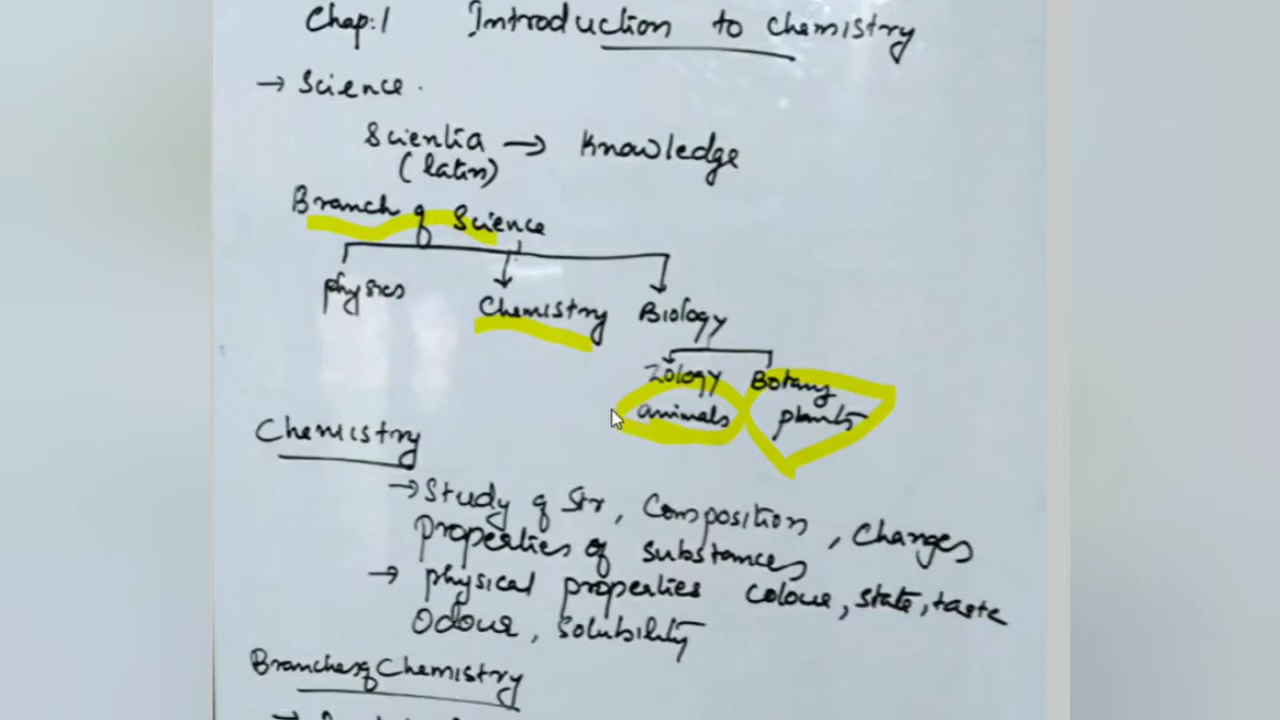 Chap:1 Introduction to Chemistry
→ Science.
Scientia → Knowledge
(latin)
Branch of Science
physics Chemistry Biology
Zology Botany
animals plants
Chemistry
→ Study of Str, Composition, Changes
Properties of substances
→ physical properties colour, state, taste
Odour, Solubility
Branches of Chemistry